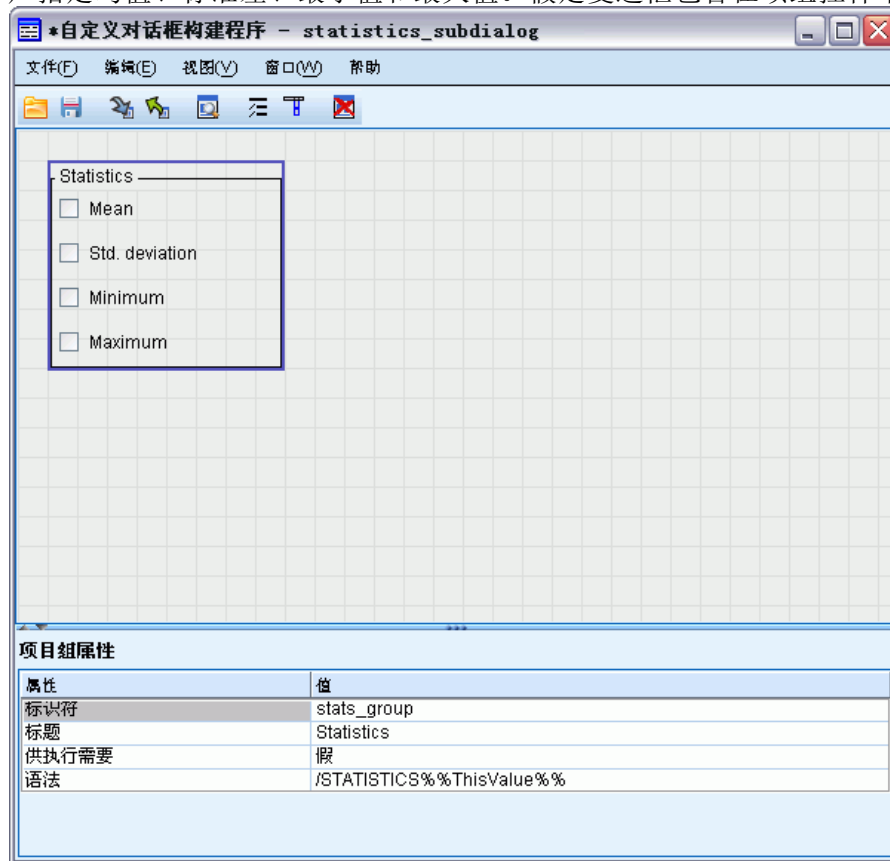 *自定义对话框构建程序 - statistics_subdialog
文件(F) 编辑(E) 视图(V) 窗口(W) 帮助
Statistics
Mean
Std. deviation
Minimum
Maximum
项目组属性
属性 值
标识符 stats_group
标题 Statistics
供执行需要 假
语法 /STATISTICS%%ThisValue%%